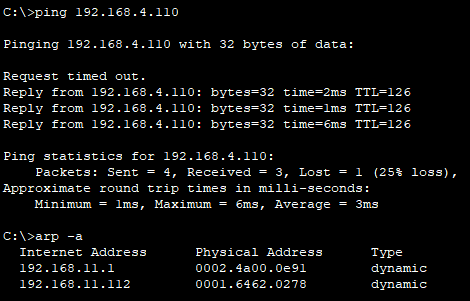 C:\>ping 192.168.4.110
Pinging 192.168.4.110 with 32 bytes of data:
Request timed out.
Reply from 192.168.4.110: bytes=32 time=2ms TTL=126
Reply from 192.168.4.110: bytes=32 time=1ms TTL=126
Reply from 192.168.4.110: bytes=32 time=6ms TTL=126
Ping statistics for 192.168.4.110:
    Packets: Sent = 4, Received = 3, Lost = 1 (25% loss),
Approximate round trip times in milli-seconds:
    Minimum = 1ms, Maximum = 6ms, Average = 3ms
C:\>arp -a
  Internet Address      Physical Address      Type
  192.168.11.1          0002.4a00.0e91        dynamic
  192.168.11.112        0001.6462.0278        dynamic